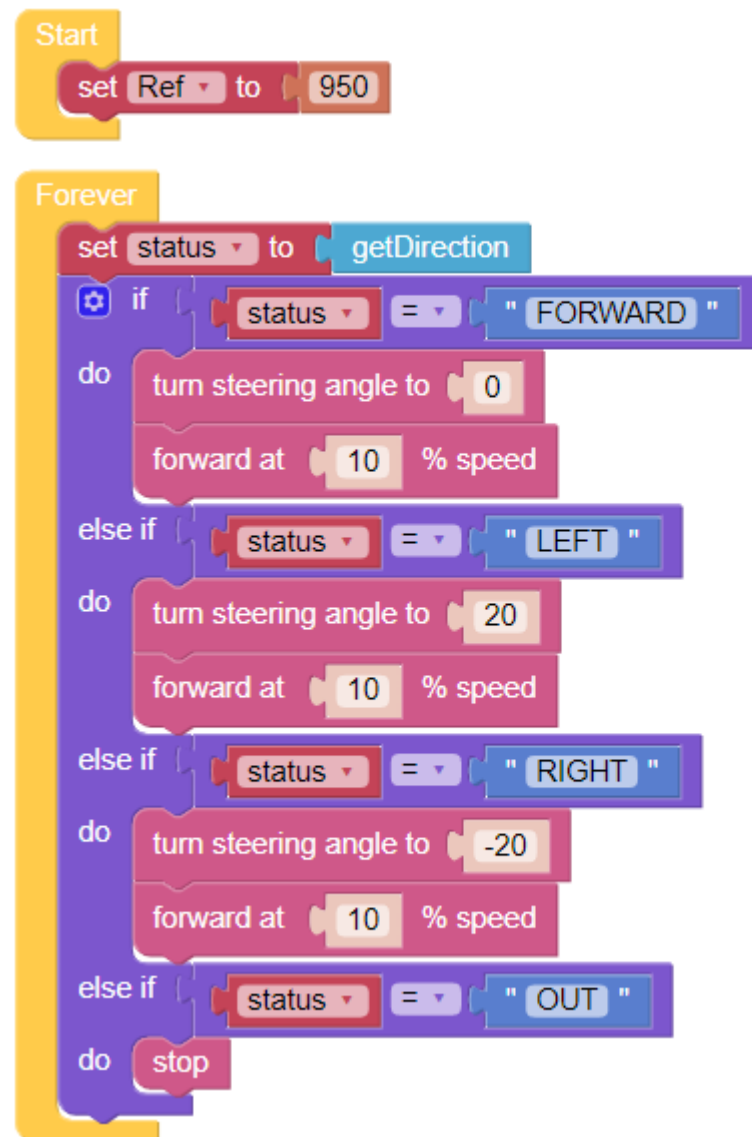 Start
set Ref to 950
Forever
set status to getDirection
if status = " FORWARD "
do turn steering angle to 0
forward at 10 % speed
else if status = " LEFT "
do turn steering angle to 20
forward at 10 % speed
else if status = " RIGHT "
do turn steering angle to -20
forward at 10 % speed
else if status = " OUT "
do stop